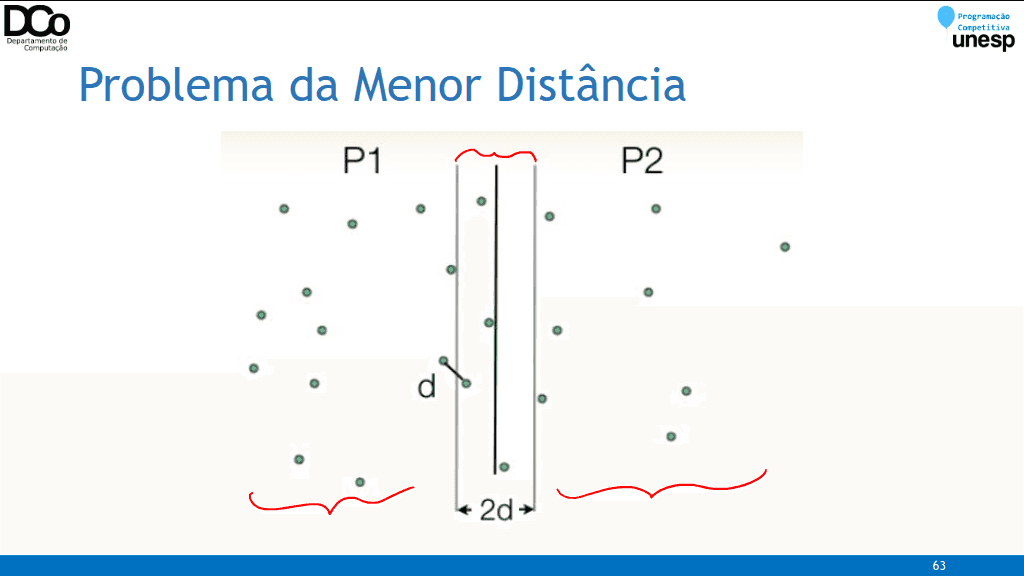 DCo
Departamento de
Computação
Programação
Competitiva
unesp
Problema da Menor Distância
P1
P2
d
2d
63